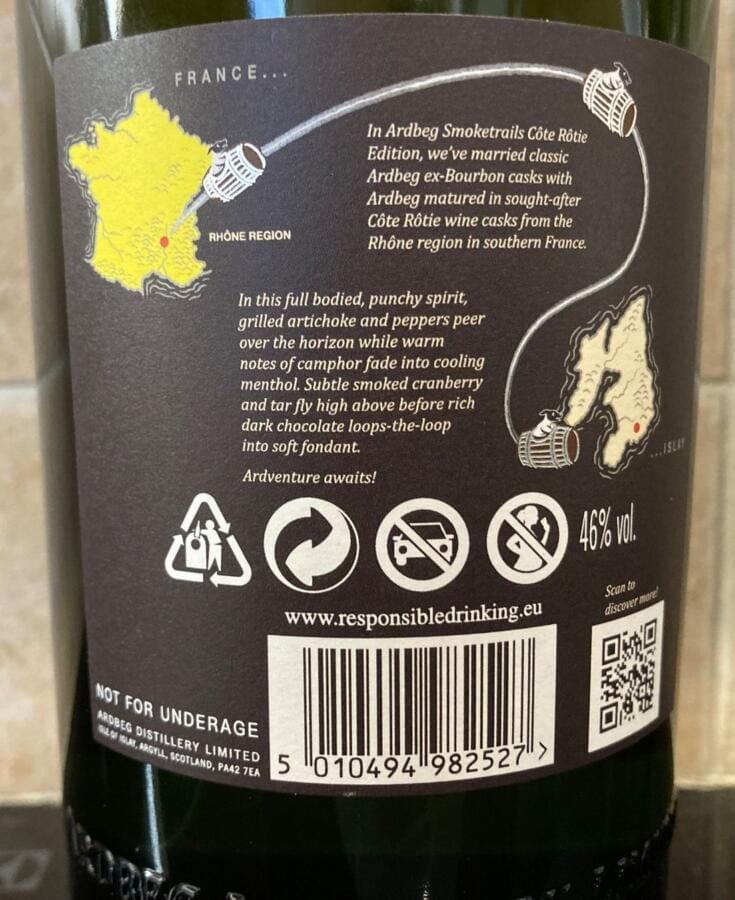 FRANCE...
In Ardbeg Smoketrails Côte Rôtie
Edition, we've married classic
Ardbeg ex-Bourbon casks with
Ardbeg matured in sought-after
Côte Rôtie wine casks from the
Rhône region in southern France.
RHÔNE REGION
In this full bodied, punchy spirit,
grilled artichoke and peppers peer
over the horizon while warm
notes of camphor fade into cooling
menthol. Subtle smoked cranberry
and tar fly high above before rich
dark chocolate loops-the-loop
into soft fondant.
Ardventure awaits!
...ISLAY
46% vol.
www.responsibledrinking.eu
Scan to
discover more!
NOT FOR UNDERAGE
ARDBEG DISTILLERY LIMITED
ISLE OF ISLAY, ARGYLL, SCOTLAND, PA42 7EA
5 010494 982527 >